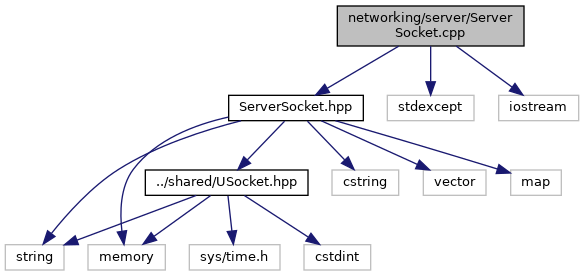 networking/server/Server
Socket.cpp
ServerSocket.hpp
stdexcept
iostream
../shared/USocket.hpp
cstring
vector
map
string
memory
sys/time.h
cstdint